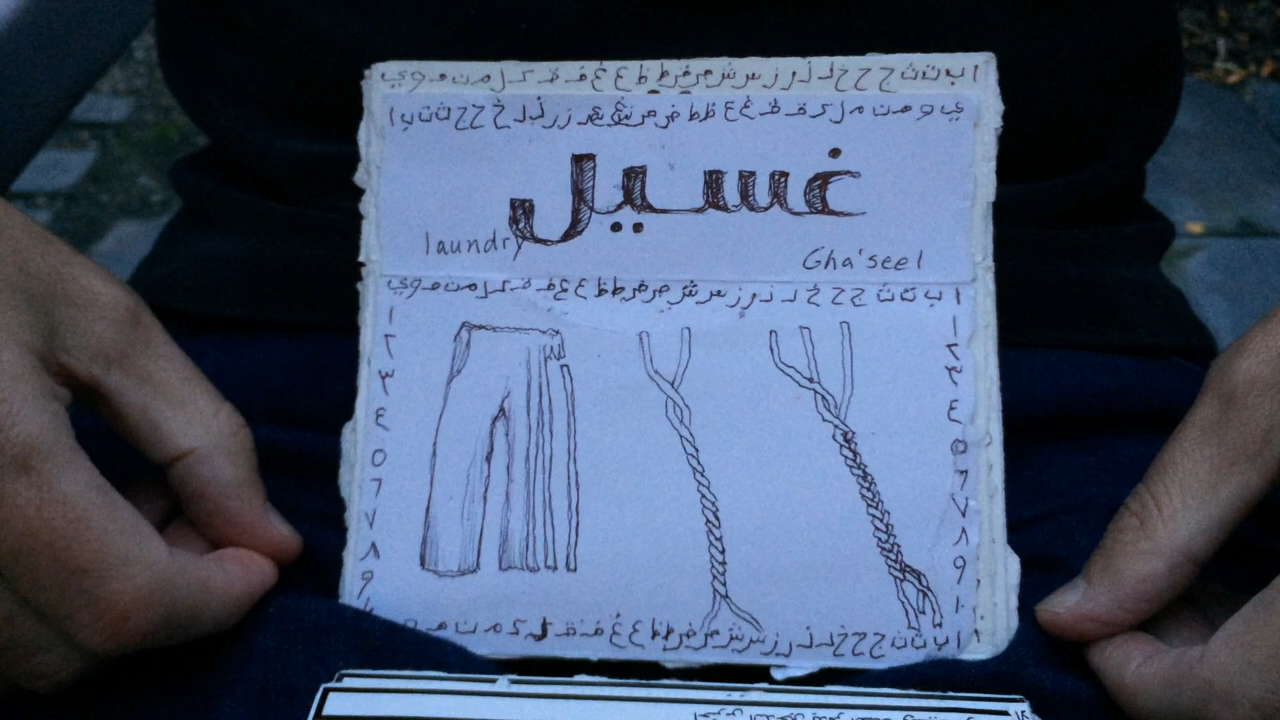 ا ب ت ث ج ح خ د ذ ر ز س ش ص ض ط ظ ع غ ف ق ك ل م ن ه و ي
ي و ه ن م ل ك ق ف غ ع ظ ط ض ص ش س ز ر ذ د خ ح ج ث ت ب ا
غسيل
laundry Gha'seel
ا ب ت ث ج ح خ د ذ ر ز س ش ص ض ط ظ ع غ ف ق ك ل م ن ه و ي
١ ١
٢ ٢
٣ ٣
٤ ٤
٥ ٥
٦ ٦
٧ ٧
٨ ٨
٩ ٩
١٠
ا ب ت ث ج ح خ د ذ ر ز س ش ص ض ط ظ ع غ ف ق ك ل م ن ه و